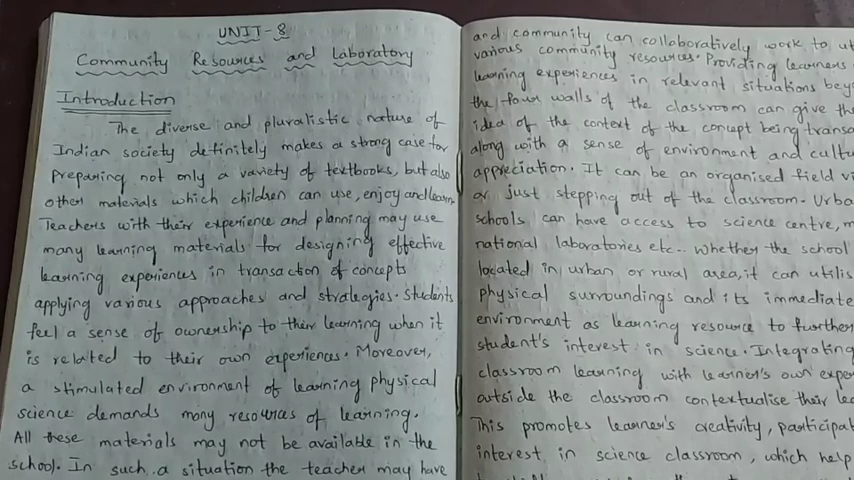 UNIT-8
Community Resources and Laboratory
Introduction
The diverse and pluralistic nature of
Indian society definitely makes a strong case for
preparing not only a variety of textbooks, but also
other materials which children can use, enjoy and learn.
Teachers with their experience and planning may use
many learning materials for designing effective
learning experiences in transaction of concepts
applying various approaches and strategies. Students
feel a sense of ownership to their learning when it
is related to their own experiences. Moreover,
a stimulated environment of learning physical
science demands many resources of learning.
All these materials may not be available in the
school. In such a situation the teacher may have
and community can collaboratively work to
various community resources. Providing learners
learning experiences in relevant situations
the four walls of the classroom can give
idea of the context of the concept being
along with a sense of environment and
appreciation. It can be an organised field
or just stepping out of the classroom.
schools can have access to science centre,
national laboratories etc.. Whether the school
located in urban or rural area, it can
physical surroundings and its immediate
environment as learning resource to further
student's interest in science. Integrating
classroom learning with learner's own
outside the classroom contextualise their
This promotes learner's creativity,
interest in science classroom, which help